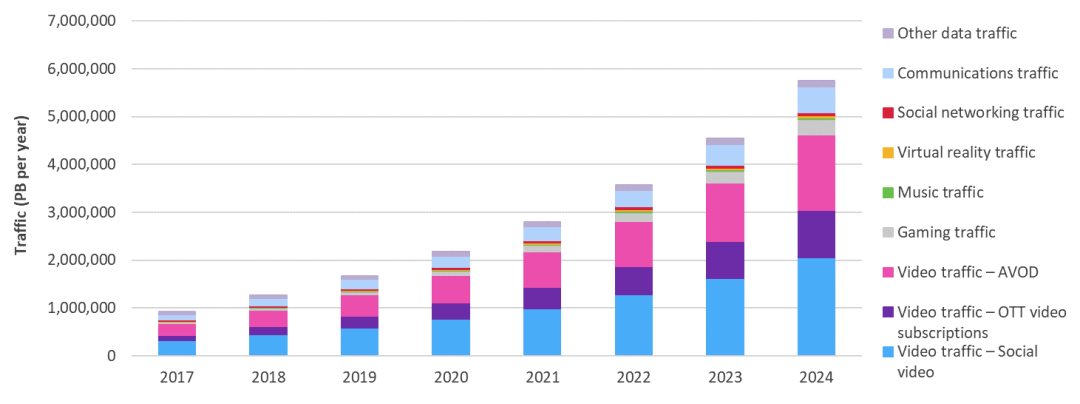 7,000,000
6,000,000
5,000,000
4,000,000
3,000,000
2,000,000
1,000,000
0
Traffic (PB per year)
2017 2018 2019 2020 2021 2022 2023 2024
Other data traffic
Communications traffic
Social networking traffic
Virtual reality traffic
Music traffic
Gaming traffic
Video traffic – AVOD
Video traffic – OTT video
subscriptions
Video traffic – Social
video